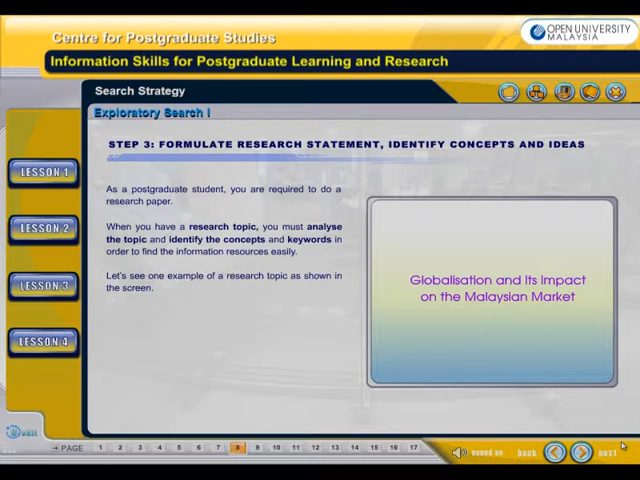 Centre for Postgraduate Studies
OPEN UNIVERSITY
MALAYSIA
Information Skills for Postgraduate Learning and Research
Search Strategy
Exploratory Search I
STEP 3: FORMULATE RESEARCH STATEMENT, IDENTIFY CONCEPTS AND IDEAS
LESSON 1
LESSON 2
LESSON 3
LESSON 4
As a postgraduate student, you are required to do a
research paper.
When you have a research topic, you must analyse
the topic and identify the concepts and keywords in
order to find the information resources easily.
Let's see one example of a research topic as shown in
the screen.
Globalisation and Its Impact
on the Malaysian Market
PAGE 1 2 3 4 5 6 7 8 9 10 11 12 13 14 15 16 17
sound on back next